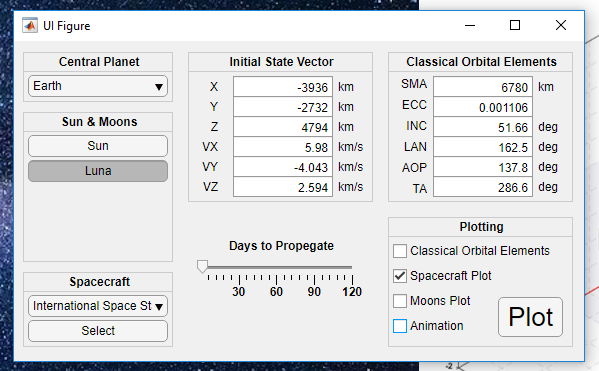 UI Figure
Central Planet
Earth
Sun & Moons
Sun
Luna
Spacecraft
International Space St
Select
Initial State Vector
X -3936 km
Y -2732 km
Z 4794 km
VX 5.98 km/s
VY -4.043 km/s
VZ 2.594 km/s
Days to Propegate
30 60 90 120
Classical Orbital Elements
SMA 6780 km
ECC 0.001106
INC 51.66 deg
LAN 162.5 deg
AOP 137.8 deg
TA 286.6 deg
Plotting
Classical Orbital Elements
Spacecraft Plot
Moons Plot
Animation
Plot
-2